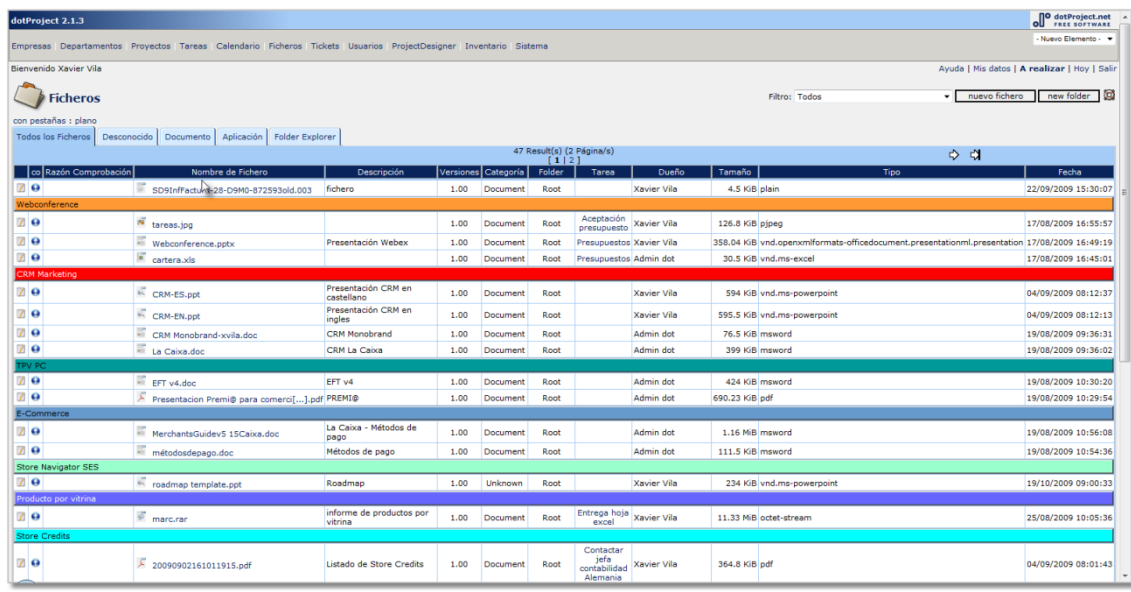 dotProject 2.1.3
dotProject.net
FREE SOFTWARE
Empresas Departamentos Proyectos Tareas Calendario Ficheros Tickets Usuarios ProjectDesigner Inventario Sistema
- Nuevo Elemento -
Bienvenido Xavier Vila
Ayuda | Mis datos | A realizar | Hoy | Salir
Ficheros
Filtro: Todos nuevo fichero new folder
con pestañas : plano
Todos los Ficheros Desconocido Documento Aplicación Folder Explorer
47 Result(s) (2 Página/s)
[ 1 | 2 ]
co Razón Comprobación Nombre de Fichero Descripción Versiones Categoría Folder Tarea Dueño Tamaño Tipo Fecha
fichero 1.00 Document Root Xavier Vila 4.5 KiB plain 22/09/2009 15:30:07
Webconference
tareas.jpg 1.00 Document Root Aceptación presupuesto Xavier Vila 126.8 KiB pjpeg 17/08/2009 16:55:57
Webconference.pptx Presentación Webex 1.00 Document Root Presupuestos Xavier Vila 358.04 KiB vnd.openxmlformats-officedocument.presentationml.presentation 17/08/2009 16:49:19
cartera.xls 1.00 Document Root Presupuestos Admin dot 30.5 KiB vnd.ms-excel 17/08/2009 16:45:01
CRM Marketing
CRM-ES.ppt Presentación CRM en castellano 1.00 Document Root Xavier Vila 594 KiB vnd.ms-powerpoint 04/09/2009 08:12:37
CRM-EN.ppt Presentación CRM en ingles 1.00 Document Root Xavier Vila 595.5 KiB vnd.ms-powerpoint 04/09/2009 08:12:13
CRM Monobrand-xvila.doc CRM Monobrand 1.00 Document Root Admin dot 76.5 KiB msword 19/08/2009 09:36:31
La Caixa.doc CRM La Caixa 1.00 Document Root Admin dot 399 KiB msword 19/08/2009 09:36:02
TPV PC
EFT v4.doc EFT v4 1.00 Document Root Admin dot 424 KiB msword 19/08/2009 10:30:20
Presentacion Premi@ para comerci[...].pdf PREMI@ 1.00 Document Root Admin dot 690.23 KiB pdf 19/08/2009 10:29:54
E-Commerce
MerchantsGuidev5 15Caixa.doc La Caixa - Métodos de pago 1.00 Document Root Admin dot 1.16 MiB msword 19/08/2009 10:56:08
métodosdepago.doc Métodos de pago 1.00 Document Root Admin dot 111.5 KiB msword 19/08/2009 10:54:36
Store Navigator SES
roadmap template.ppt Roadmap 1.00 Unknown Root Xavier Vila 234 KiB vnd.ms-powerpoint 19/10/2009 09:00:33
Producto por vitrina
marc.rar informe de productos por vitrina 1.00 Document Root Entrega hoja excel Xavier Vila 11.33 MiB octet-stream 25/08/2009 10:05:36
Store Credits
20090902161011915.pdf Listado de Store Credits 1.00 Document Root Contactar jefa contabilidad Alemania Xavier Vila 364.8 KiB pdf 04/09/2009 08:01:43